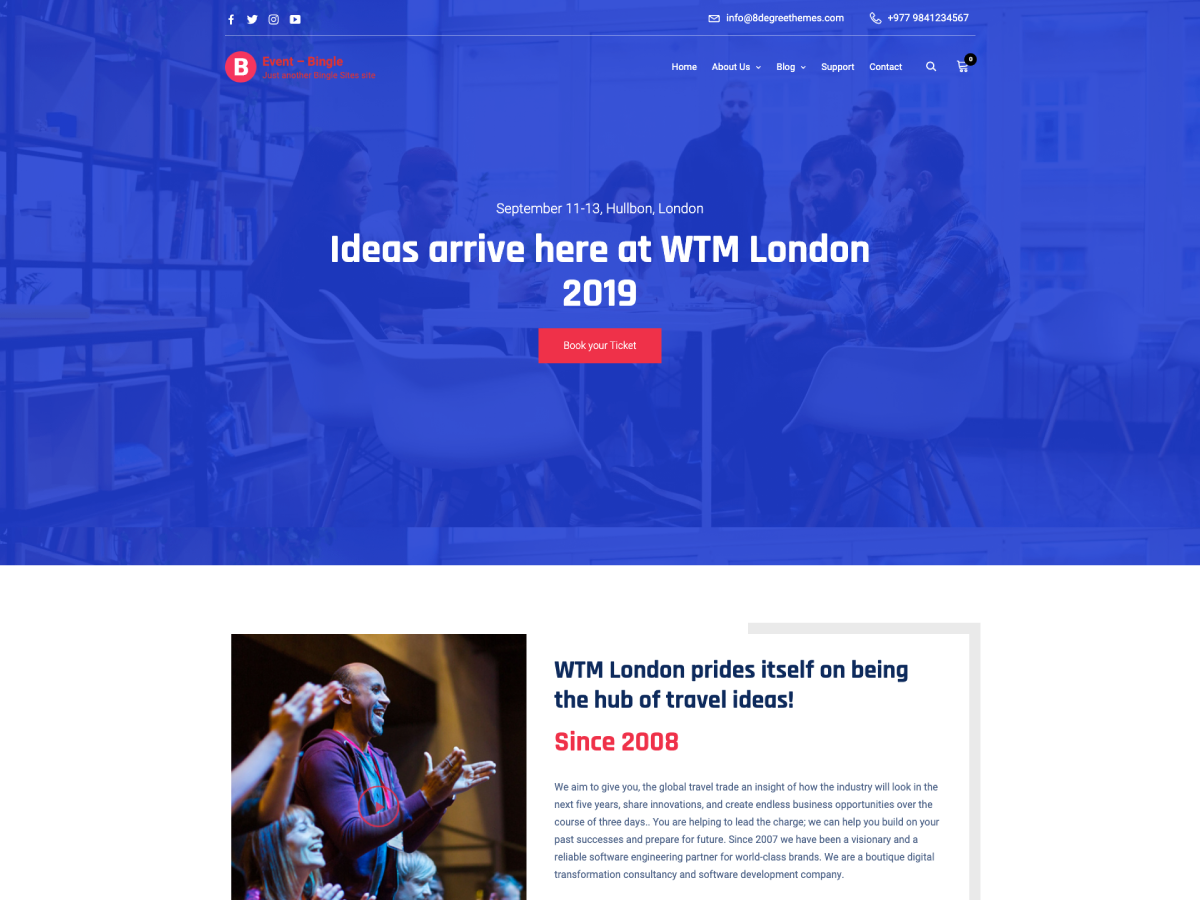 info@8degreethemes.com
+977 9841234567
B
Event – Bingle
Just another Bingle Sites site
Home
About Us
Blog
Support
Contact
0
September 11-13, Hullbon, London
Ideas arrive here at WTM London
2019
Book your Ticket
WTM London prides itself on being
the hub of travel ideas!
Since 2008
We aim to give you, the global travel trade an insight of how the industry will look in the
next five years, share innovations, and create endless business opportunities over the
course of three days.. You are helping to lead the charge; we can help you build on your
past successes and prepare for future. Since 2007 we have been a visionary and a
reliable software engineering partner for world-class brands. We are a boutique digital
transformation consultancy and software development company.